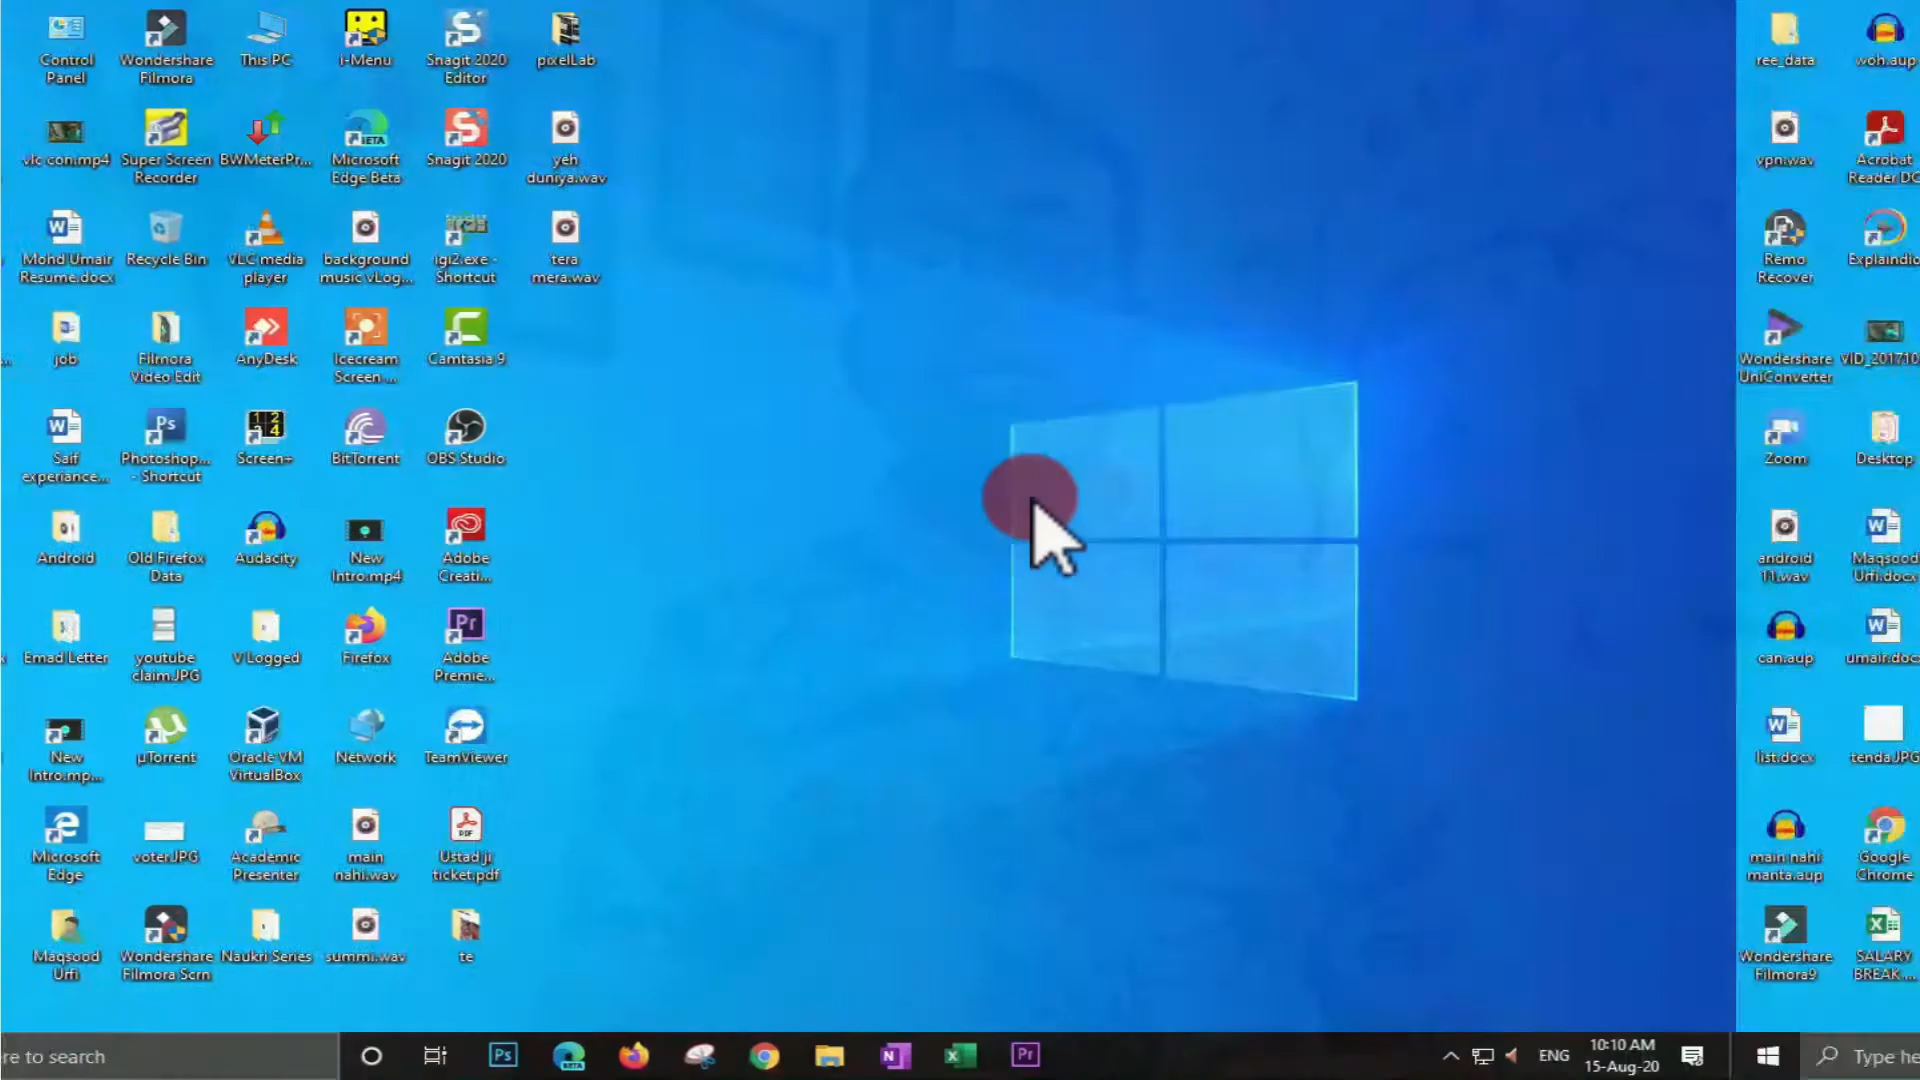 Control
Panel
Wondershare
Filmora
This PC
i-Menu
Snagit 2020
Editor
pixelLab
ree_data
woh.aup
vlc con.mp4
Super Screen
Recorder
BWMeterPr...
Microsoft
Edge Beta
Snagit 2020
yeh
duniya.wav
vpn.wav
Acrobat
Reader DC
Mohd Umair
Resume.docx
Recycle Bin
VLC media
player
background
music vLog...
igi2.exe -
Shortcut
tera
mera.wav
Remo
Recover
Explaindio
job
Filmora
Video Edit
AnyDesk
Icecream
Screen ...
Camtasia 9
Wondershare
UniConverter
VID_201710
Saif
experience...
Photoshop...
- Shortcut
Screen+
BitTorrent
OBS Studio
Zoom
Desktop
Android
Old Firefox
Data
Audacity
New
Intro.mp4
Adobe
Creati...
android
11.wav
Maqsood
Urfi.docx
Emad Letter
youtube
claim.JPG
V Logged
Firefox
Adobe
Premie...
can.aup
umair.docx
New
Intro.mp...
µTorrent
Oracle VM
VirtualBox
Network
TeamViewer
list.docx
tenda.JPG
Microsoft
Edge
voter.JPG
Academic
Presenter
main
nahi.wav
Ustad ji
ticket.pdf
main nahi
manta.aup
Google
Chrome
Maqsood
Urfi
Wondershare
Filmora Scrn
Naukri Series
summi.wav
te
Wondershare
Filmora9
SALARY
BREAK....
re to search
ENG
10:10 AM
15-Aug-20
Type he